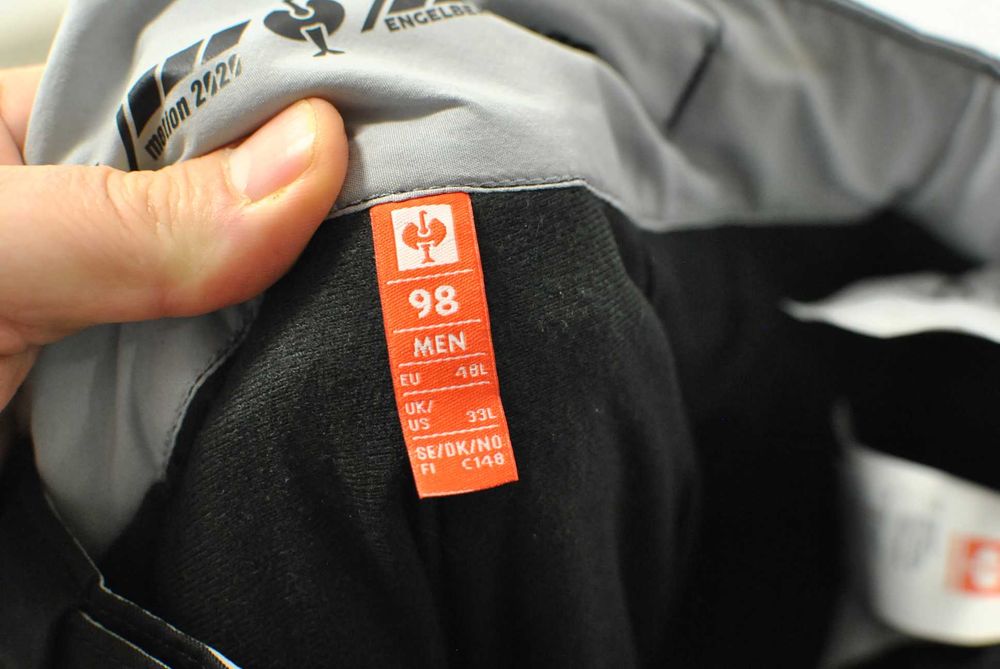 ENGELBE
motion 2020
98
MEN
EU 48L
UK/
US 33L
SE/DK/NO
FI C148